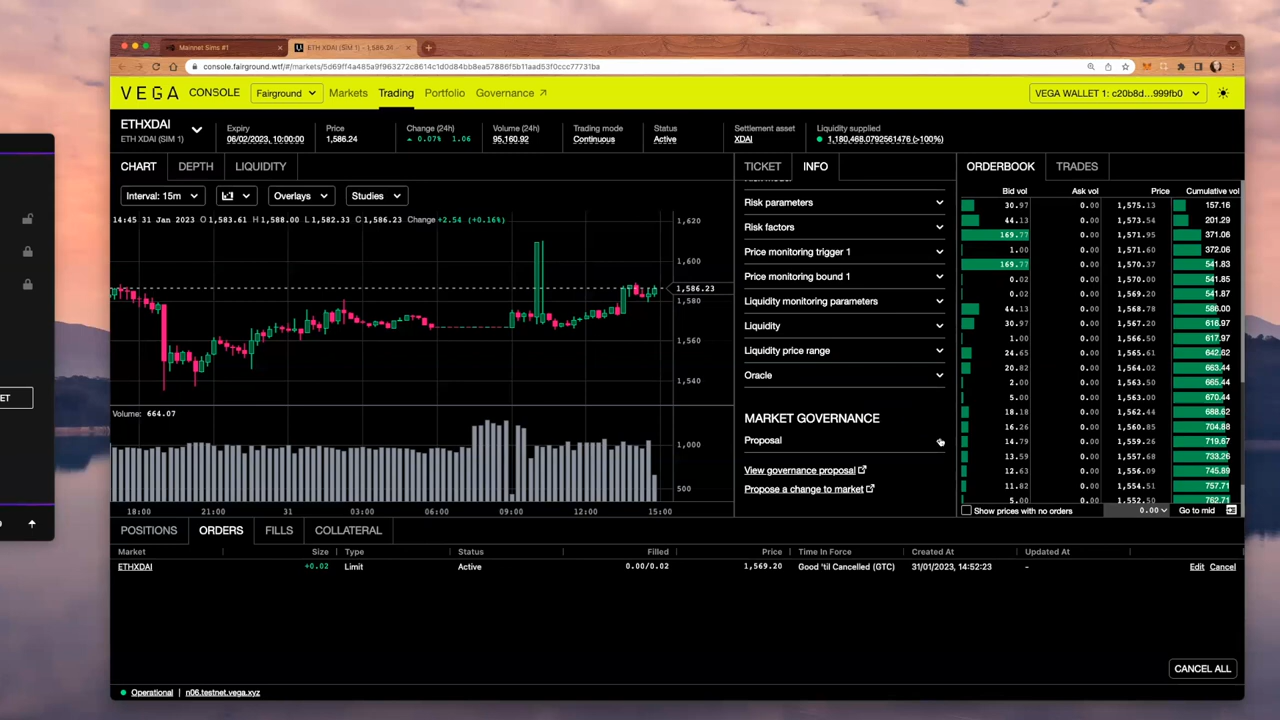 Mainnet Sims #1
ETH XDAI (SIM 1) - 1,586.24
console.fairground.wtf/#/markets/5d69ff4a485a9f963272c8614c1d0d84bb8ea57886f5b11aad53f0ccc77731ba
VEGA CONSOLE Fairground Markets Trading Portfolio Governance VEGA WALLET 1: c20b8d...999fb0
ETHXDAI
ETH XDAI (SIM 1)
Expiry
06/02/2023, 10:00:00
Price
1,586.24
Change (24h)
0.07% 1.06
Volume (24h)
95,160.92
Trading mode
Continuous
Status
Active
Settlement asset
XDAI
Liquidity supplied
1,180,468.0792561476 (>100%)
CHART DEPTH LIQUIDITY
Interval: 15m Overlays Studies
14:45 31 Jan 2023 O 1,583.61 H 1,588.00 L 1,582.33 C 1,586.23 Change +2.54 (+0.16%)
1,620
1,600
1,586.23
1,580
1,560
1,540
Volume: 664.07
1,000
500
18:00 21:00 31 03:00 06:00 09:00 12:00 15:00
TICKET INFO
Risk parameters
Risk factors
Price monitoring trigger 1
Price monitoring bound 1
Liquidity monitoring parameters
Liquidity
Liquidity price range
Oracle
MARKET GOVERNANCE
Proposal
View governance proposal
Propose a change to market
ORDERBOOK TRADES
Bid vol Ask vol Price Cumulative vol
30.97 0.00 1,575.13 157.16
44.13 0.00 1,573.54 201.29
169.77 0.00 1,571.95 371.06
1.00 0.00 1,571.60 372.06
169.77 0.00 1,570.37 541.83
0.02 0.00 1,570.00 541.85
0.02 0.00 1,569.20 541.87
44.13 0.00 1,568.78 586.00
30.97 0.00 1,567.20 616.97
1.00 0.00 1,566.50 617.97
24.65 0.00 1,565.61 642.62
20.82 0.00 1,564.02 663.44
2.00 0.00 1,563.50 665.44
5.00 0.00 1,563.00 670.44
18.18 0.00 1,562.44 688.62
16.26 0.00 1,560.85 704.88
14.79 0.00 1,559.26 719.67
13.59 0.00 1,557.68 733.26
12.63 0.00 1,556.09 745.89
11.82 0.00 1,554.51 757.71
5.00 0.00 1,552.50 762.71
Show prices with no orders 0.00 Go to mid
POSITIONS ORDERS FILLS COLLATERAL
Market Size Type Status Filled Price Time In Force Created At Updated At
ETHXDAI +0.02 Limit Active 0.00/0.02 1,569.20 Good 'til Cancelled (GTC) 31/01/2023, 14:52:23 - Edit Cancel
CANCEL ALL
Operational n06.testnet.vega.xyz
ET